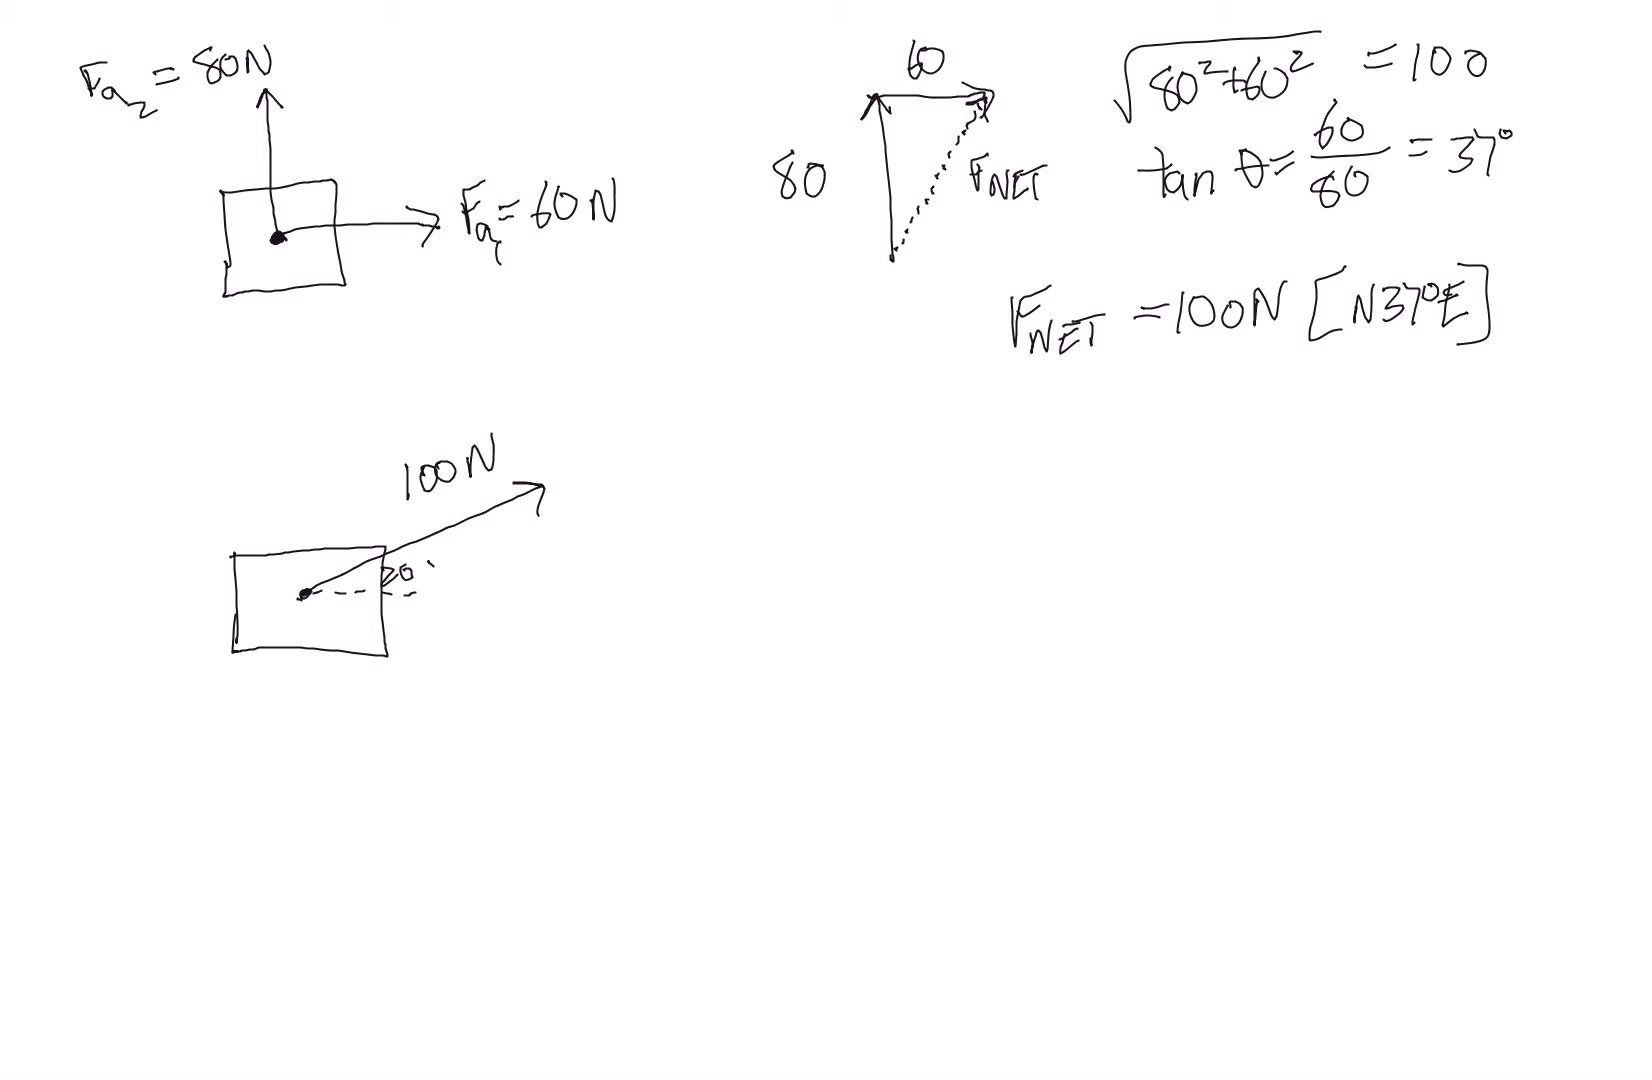 Fa2 = 80N
Fa1 = 60N
60
80
FNET
√80²+60² = 100
tan θ = 60/80 = 37°
FNET = 100N [N37°E]
100N
20°